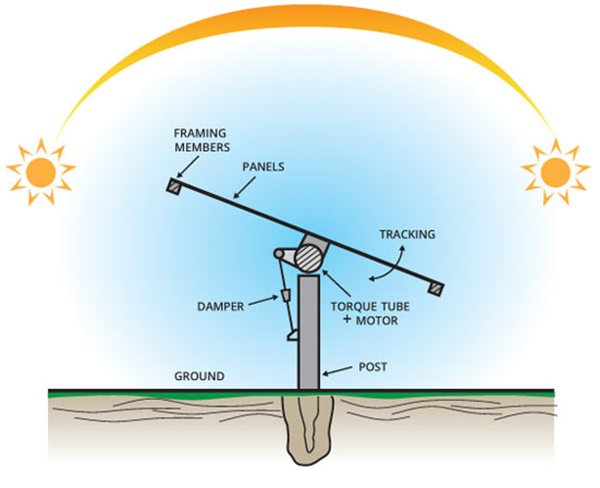 FRAMING
MEMBERS
PANELS
TRACKING
DAMPER
TORQUE TUBE
+ MOTOR
POST
GROUND